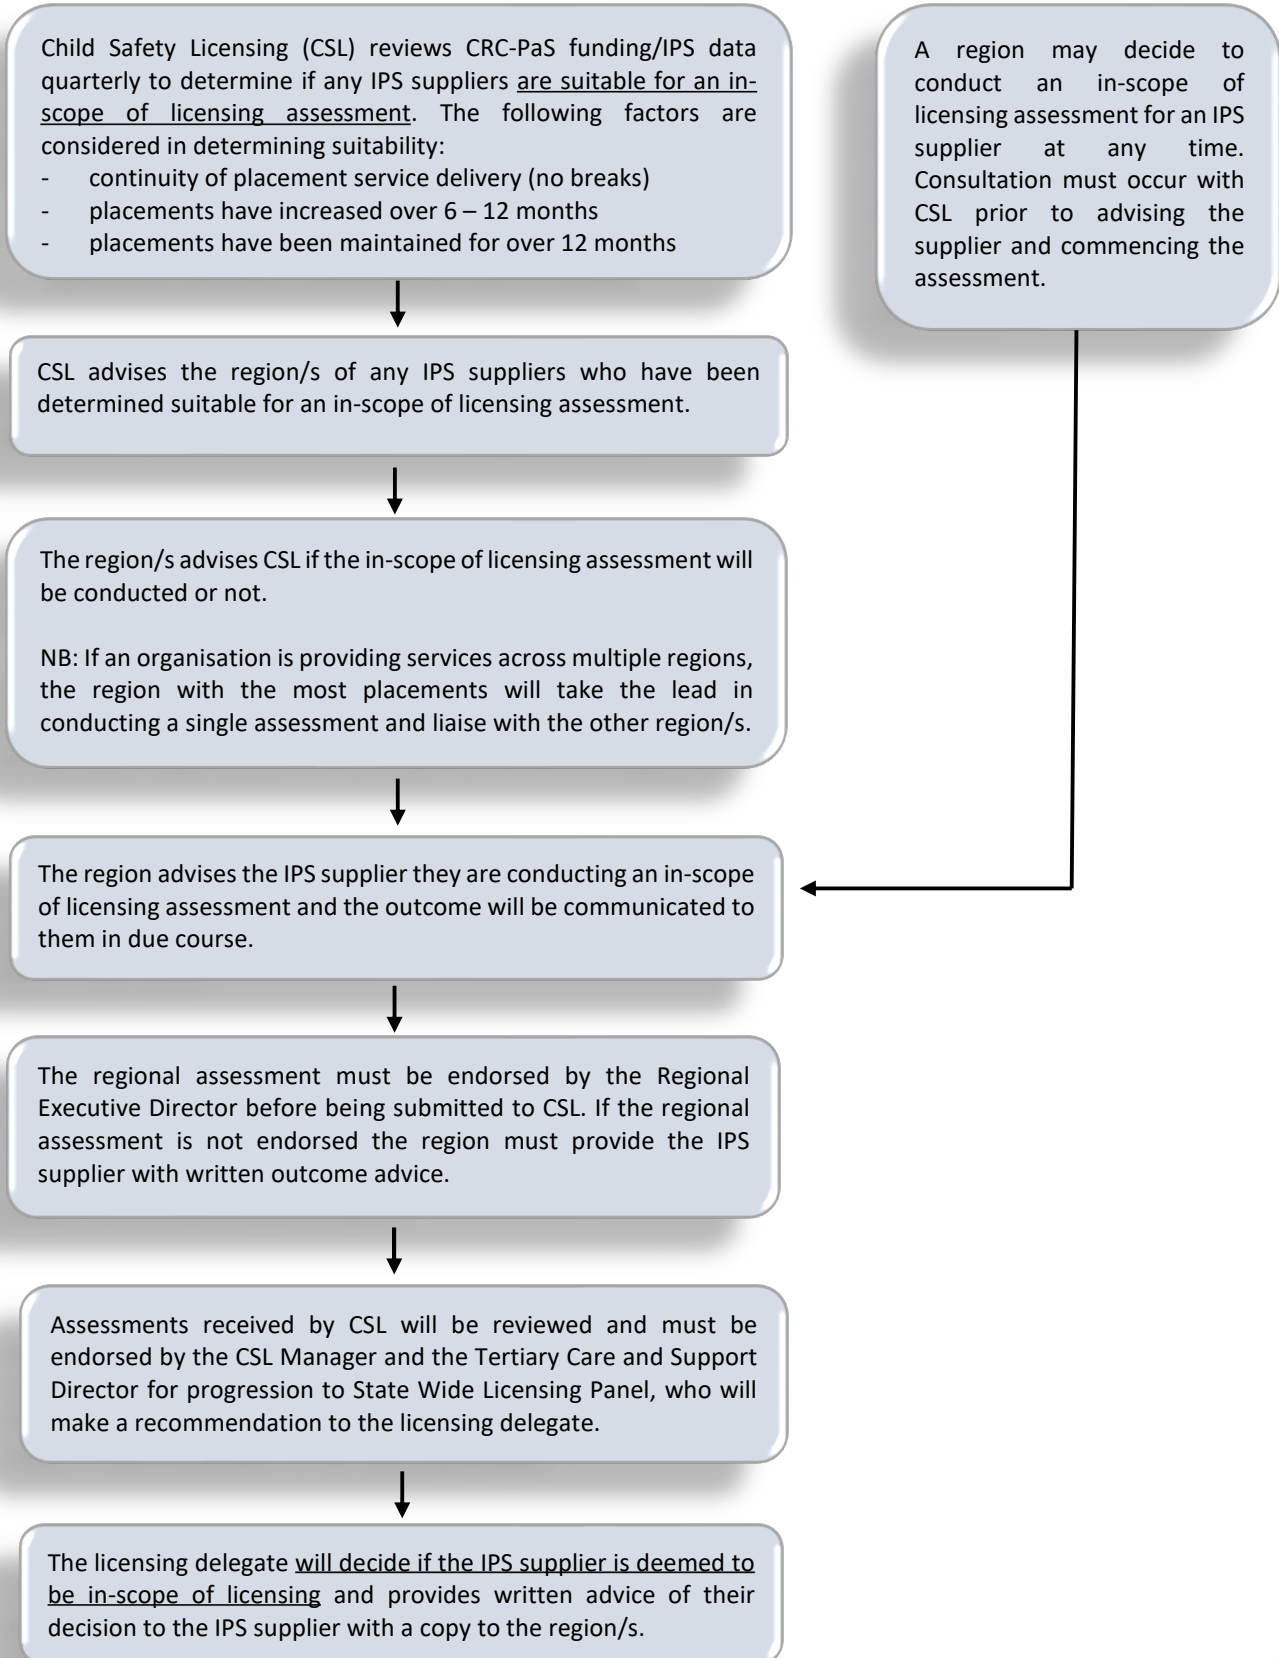 Child Safety Licensing (CSL) reviews CRC-PaS funding/IPS data
quarterly to determine if any IPS suppliers are suitable for an in-
scope of licensing assessment. The following factors are
considered in determining suitability:
- continuity of placement service delivery (no breaks)
- placements have increased over 6 – 12 months
- placements have been maintained for over 12 months
A region may decide to
conduct an in-scope of
licensing assessment for an IPS
supplier at any time.
Consultation must occur with
CSL prior to advising the
supplier and commencing the
assessment.
CSL advises the region/s of any IPS suppliers who have been
determined suitable for an in-scope of licensing assessment.
The region/s advises CSL if the in-scope of licensing assessment will
be conducted or not.
NB: If an organisation is providing services across multiple regions,
the region with the most placements will take the lead in
conducting a single assessment and liaise with the other region/s.
The region advises the IPS supplier they are conducting an in-scope
of licensing assessment and the outcome will be communicated to
them in due course.
The regional assessment must be endorsed by the Regional
Executive Director before being submitted to CSL. If the regional
assessment is not endorsed the region must provide the IPS
supplier with written outcome advice.
Assessments received by CSL will be reviewed and must be
endorsed by the CSL Manager and the Tertiary Care and Support
Director for progression to State Wide Licensing Panel, who will
make a recommendation to the licensing delegate.
The licensing delegate will decide if the IPS supplier is deemed to
be in-scope of licensing and provides written advice of their
decision to the IPS supplier with a copy to the region/s.